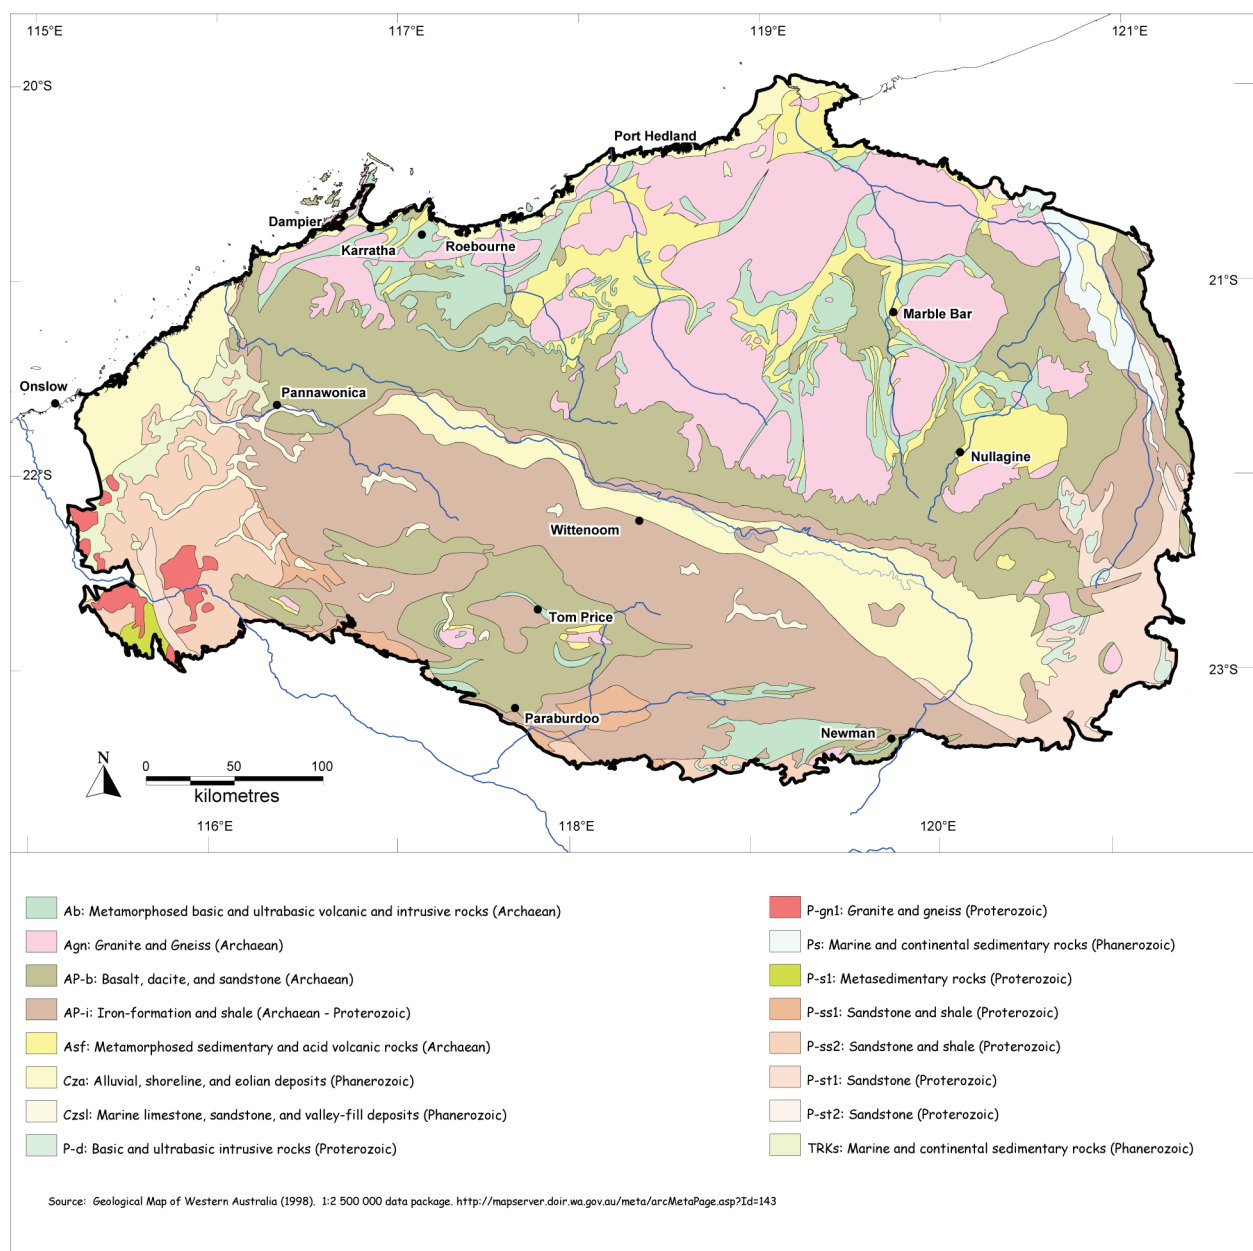 115°E
117°E
119°E
121°E
20°S
Port Hedland
Dampier
Karratha
Roebourne
21°S
Marble Bar
Onslow
Pannawonica
Nullagine
22°S
Wittenoom
Tom Price
23°S
Paraburdoo
Newman
N
0 50 100
kilometres
116°E
118°E
120°E
Ab: Metamorphosed basic and ultrabasic volcanic and intrusive rocks (Archaean)
Agn: Granite and Gneiss (Archaean)
AP-b: Basalt, dacite, and sandstone (Archaean)
AP-i: Iron-formation and shale (Archaean - Proterozoic)
Asf: Metamorphosed sedimentary and acid volcanic rocks (Archaean)
Cza: Alluvial, shoreline, and eolian deposits (Phanerozoic)
Czsl: Marine limestone, sandstone, and valley-fill deposits (Phanerozoic)
P-d: Basic and ultrabasic intrusive rocks (Proterozoic)
P-gn1: Granite and gneiss (Proterozoic)
Ps: Marine and continental sedimentary rocks (Phanerozoic)
P-s1: Metasedimentary rocks (Proterozoic)
P-ss1: Sandstone and shale (Proterozoic)
P-ss2: Sandstone and shale (Proterozoic)
P-st1: Sandstone (Proterozoic)
P-st2: Sandstone (Proterozoic)
TRKs: Marine and continental sedimentary rocks (Phanerozoic)
Source: Geological Map of Western Australia (1998). 1:2 500 000 data package. http://mapserver.doir.wa.gov.au/meta/arcMetaPage.asp?Id=143